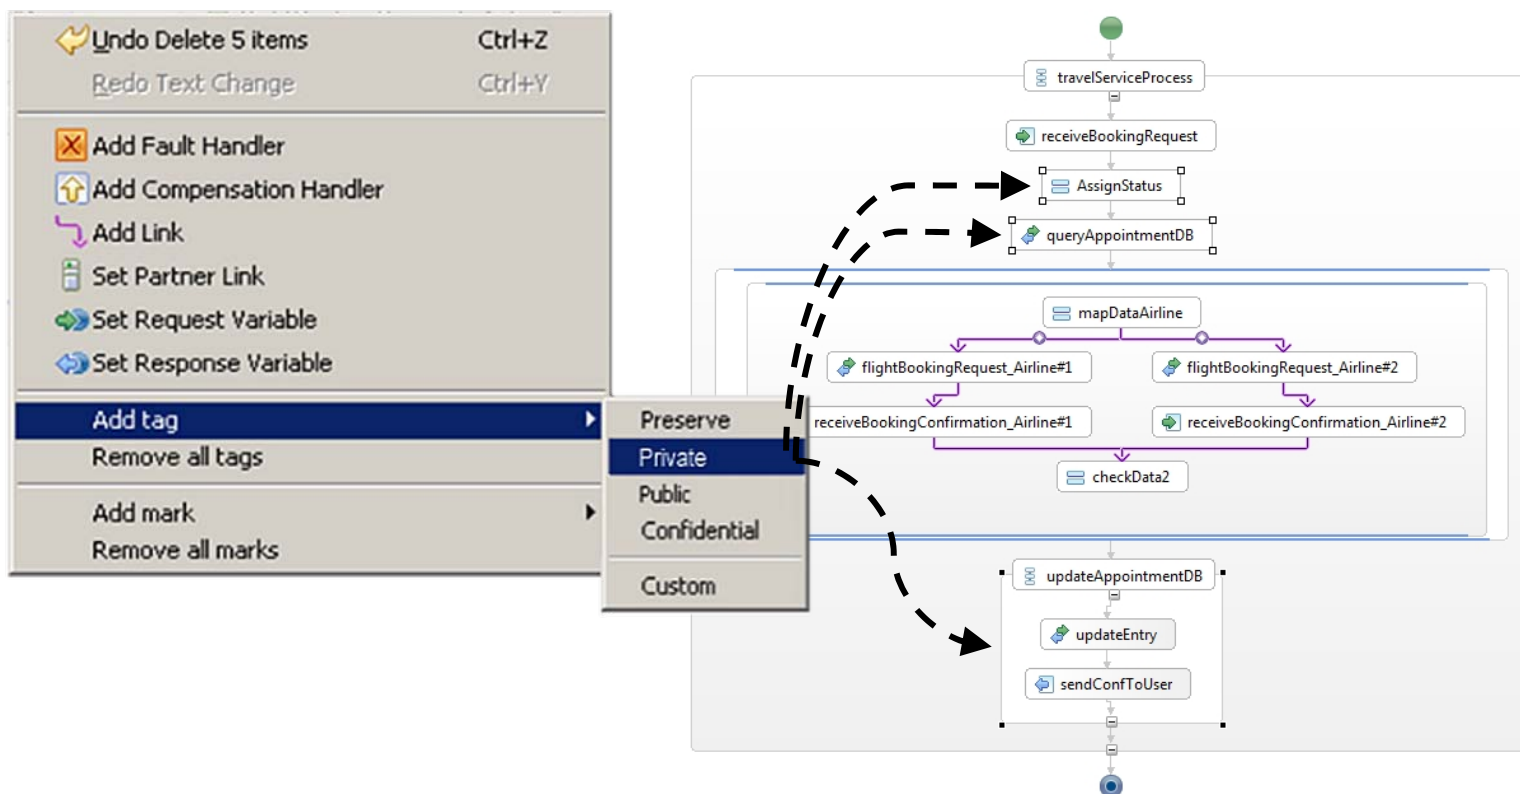 Undo Delete 5 items Ctrl+Z
Redo Text Change Ctrl+Y
Add Fault Handler
Add Compensation Handler
Add Link
Set Partner Link
Set Request Variable
Set Response Variable
Add tag
Remove all tags
Add mark
Remove all marks
Preserve
Private
Public
Confidential
Custom
travelServiceProcess
receiveBookingRequest
AssignStatus
queryAppointmentDB
mapDataAirline
flightBookingRequest_Airline#1 flightBookingRequest_Airline#2
receiveBookingConfirmation_Airline#1 receiveBookingConfirmation_Airline#2
checkData2
updateAppointmentDB
updateEntry
sendConfToUser